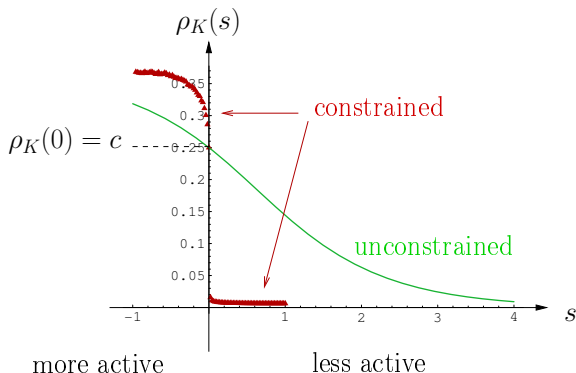 ρ_K(s)
0.35
constrained
0.3
ρ_K(0) = c
0.25
0.2
0.15
unconstrained
0.1
0.05
-1
1
2
3
4
s
more active
less active